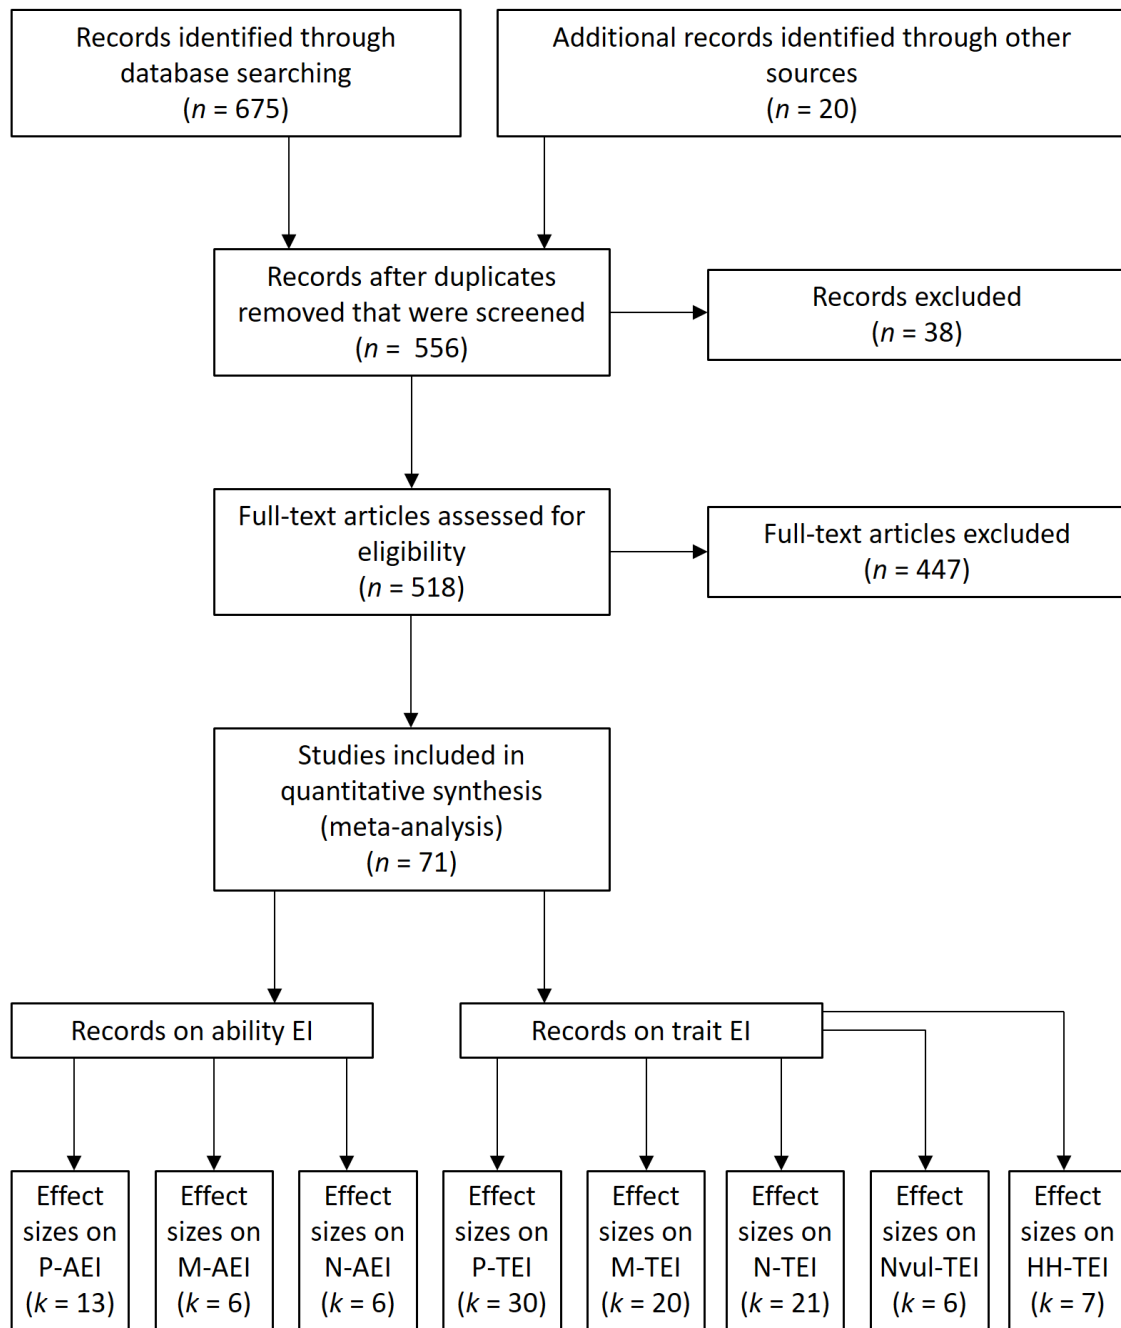 Records identified through
database searching
(n = 675)
Additional records identified through other
sources
(n = 20)
Records after duplicates
removed that were screened
(n =  556)
Records excluded
(n = 38)
Full-text articles assessed for
eligibility
(n = 518)
Full-text articles excluded
(n = 447)
Studies included in
quantitative synthesis
(meta-analysis)
(n = 71)
Records on ability EI
Records on trait EI
Effect
sizes on
P-AEI
(k = 13)
Effect
sizes on
M-AEI
(k = 6)
Effect
sizes on
N-AEI
(k = 6)
Effect
sizes on
P-TEI
(k = 30)
Effect
sizes on
M-TEI
(k = 20)
Effect
sizes on
N-TEI
(k = 21)
Effect
sizes on
Nvul-TEI
(k = 6)
Effect
sizes on
HH-TEI
(k = 7)